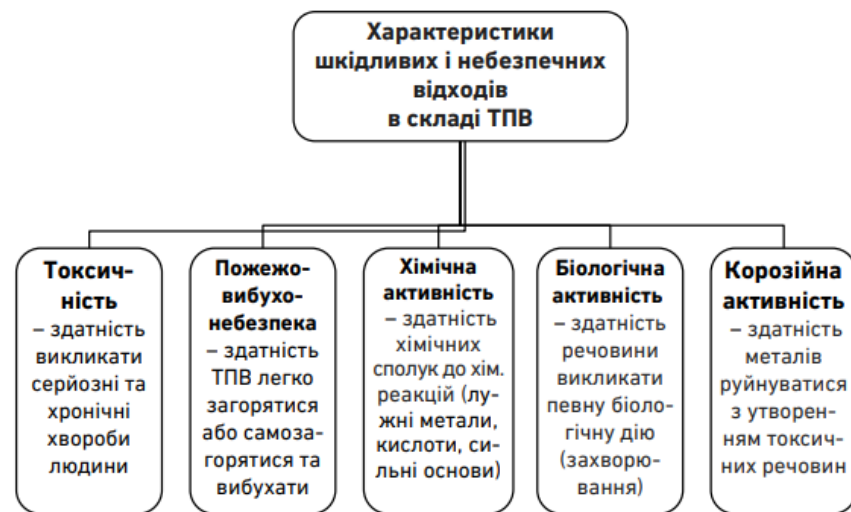 Характеристики
шкідливих і небезпечних
відходів
в складі ТПВ
Токсич-
ність
– здатність
викликати
серйозні та
хронічні
хвороби
людини
Пожежо-
вибухо-
небезпека
– здатність
ТПВ легко
загорятися
або самоза-
горятися та
вибухати
Хімічна
активність
– здатність
хімічних
сполук до хім.
реакцій (лу-
жні метали,
кислоти, си-
льні основи)
Біологічна
активність
– здатність
речовини
викликати
певну біоло-
гічну дію
(захворю-
вання)
Корозійна
активність
– здатність
металів
руйнуватися
з утворен-
ням токсич-
них речовин